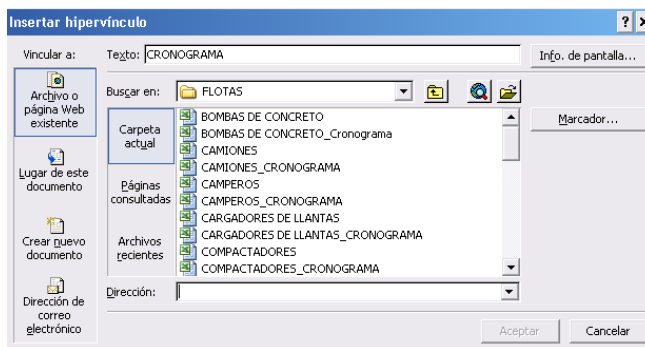 Insertar hipervínculo
Vincular a:
Texto: CRONOGRAMA
Info. de pantalla...
Archivo o
página Web
existente
Buscar en: FLOTAS
Marcador...
Carpeta
actual
BOMBAS DE CONCRETO
BOMBAS DE CONCRETO_Cronograma
CAMIONES
CAMIONES_CRONOGRAMA
CAMPEROS
CAMPEROS_CRONOGRAMA
CARGADORES DE LLANTAS
CARGADORES DE LLANTAS_CRONOGRAMA
COMPACTADORES
COMPACTADORES_CRONOGRAMA
Lugar de este
documento
Páginas
consultadas
Crear nuevo
documento
Archivos
recientes
Dirección de
correo
electrónico
Dirección:
Aceptar
Cancelar